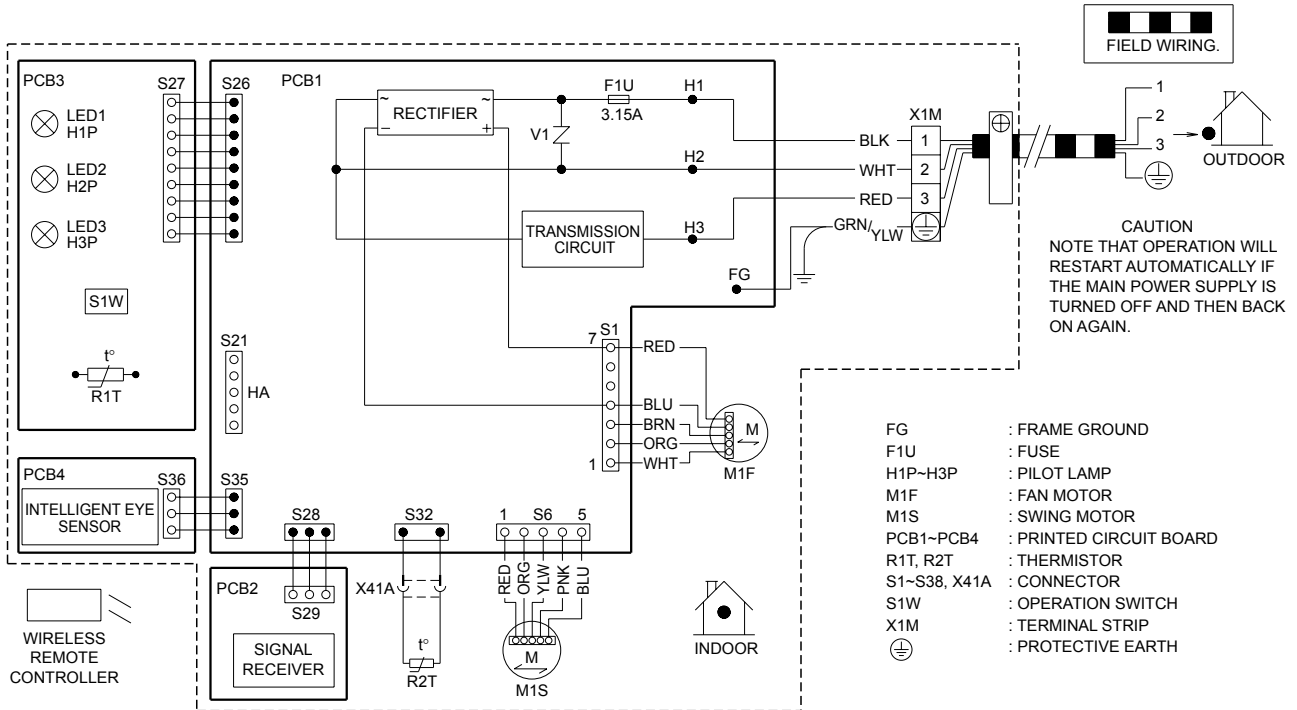 FIELD WIRING.
PCB3
S27
S26
PCB1
F1U
3.15A
H1
RECTIFIER
~
~
−
+
V1
LED1
H1P
LED2
H2P
LED3
H3P
S1W
t°
R1T
H2
TRANSMISSION
CIRCUIT
H3
FG
BLK
WHT
RED
GRN/
YLW
X1M
1
2
3
1
2
3
OUTDOOR
CAUTION
NOTE THAT OPERATION WILL
RESTART AUTOMATICALLY IF
THE MAIN POWER SUPPLY IS
TURNED OFF AND THEN BACK
ON AGAIN.
S21
HA
S1
7
1
RED
BLU
BRN
ORG
WHT
M
M1F
PCB4
S36
S35
INTELLIGENT EYE
SENSOR
S28
S32
1
S6
5
RED
ORG
YLW
PNK
BLU
PCB2
S29
SIGNAL
RECEIVER
X41A
t°
R2T
M
M1S
INDOOR
WIRELESS
REMOTE
CONTROLLER
FG : FRAME GROUND
F1U : FUSE
H1P~H3P : PILOT LAMP
M1F : FAN MOTOR
M1S : SWING MOTOR
PCB1~PCB4 : PRINTED CIRCUIT BOARD
R1T, R2T : THERMISTOR
S1~S38, X41A : CONNECTOR
S1W : OPERATION SWITCH
X1M : TERMINAL STRIP
: PROTECTIVE EARTH